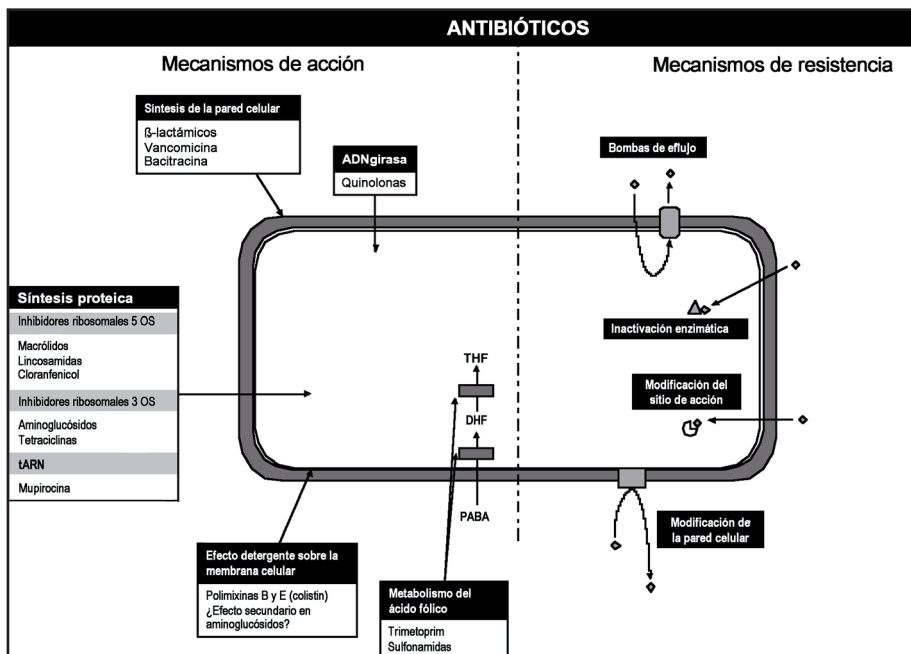 ANTIBIÓTICOS
Mecanismos de acción
Mecanismos de resistencia
Síntesis de la pared celular
ß-lactámicos
Vancomicina
Bacitracina
ADNgirasa
Quinolonas
Bombas de eflujo
Síntesis proteica
Inhibidores ribosomales 5 OS
Macrólidos
Lincosamidas
Cloranfenicol
Inhibidores ribosomales 3 OS
Aminoglucósidos
Tetraciclinas
tARN
Mupirocina
THF
DHF
PABA
Inactivación enzimática
Modificación del
sitio de acción
Modificación de
la pared celular
Efecto detergente sobre la
membrana celular
Polimixinas B y E (colistin)
¿Efecto secundario en
aminoglucósidos?
Metabolismo del
ácido fólico
Trimetoprim
Sulfonamidas